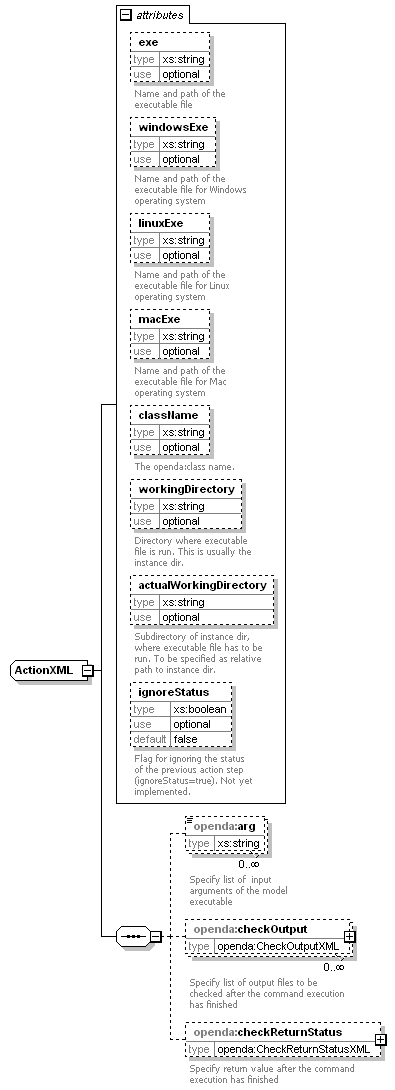 attributes
exe
type xs:string
use optional
Name and path of the
executable file
windowsExe
type xs:string
use optional
Name and path of the
executable file for Windows
operating system
linuxExe
type xs:string
use optional
Name and path of the
executable file for Linux
operating system
macExe
type xs:string
use optional
Name and path of the
executable file for Mac
operating system
className
type xs:string
use optional
The openda:class name.
workingDirectory
type xs:string
use optional
Directory where executable
file is run. This is usually the
instance dir.
actualWorkingDirectory
type xs:string
use optional
Subdirectory of instance dir,
where executable file has to be
run. To be specified as relative
path to instance dir.
ActionXML
ignoreStatus
type xs:boolean
use optional
default false
Flag for ignoring the status
of the previous action step
(ignoreStatus=true). Not yet
implemented.
openda:arg
type xs:string
0..∞
Specify list of input
arguments of the model
executable
openda:checkOutput
type openda:CheckOutputXML
0..∞
Specify list of output files to be
checked after the command execution
has finished
openda:checkReturnStatus
type openda:CheckReturnStatusXML
Specify return value after the command
execution has finished